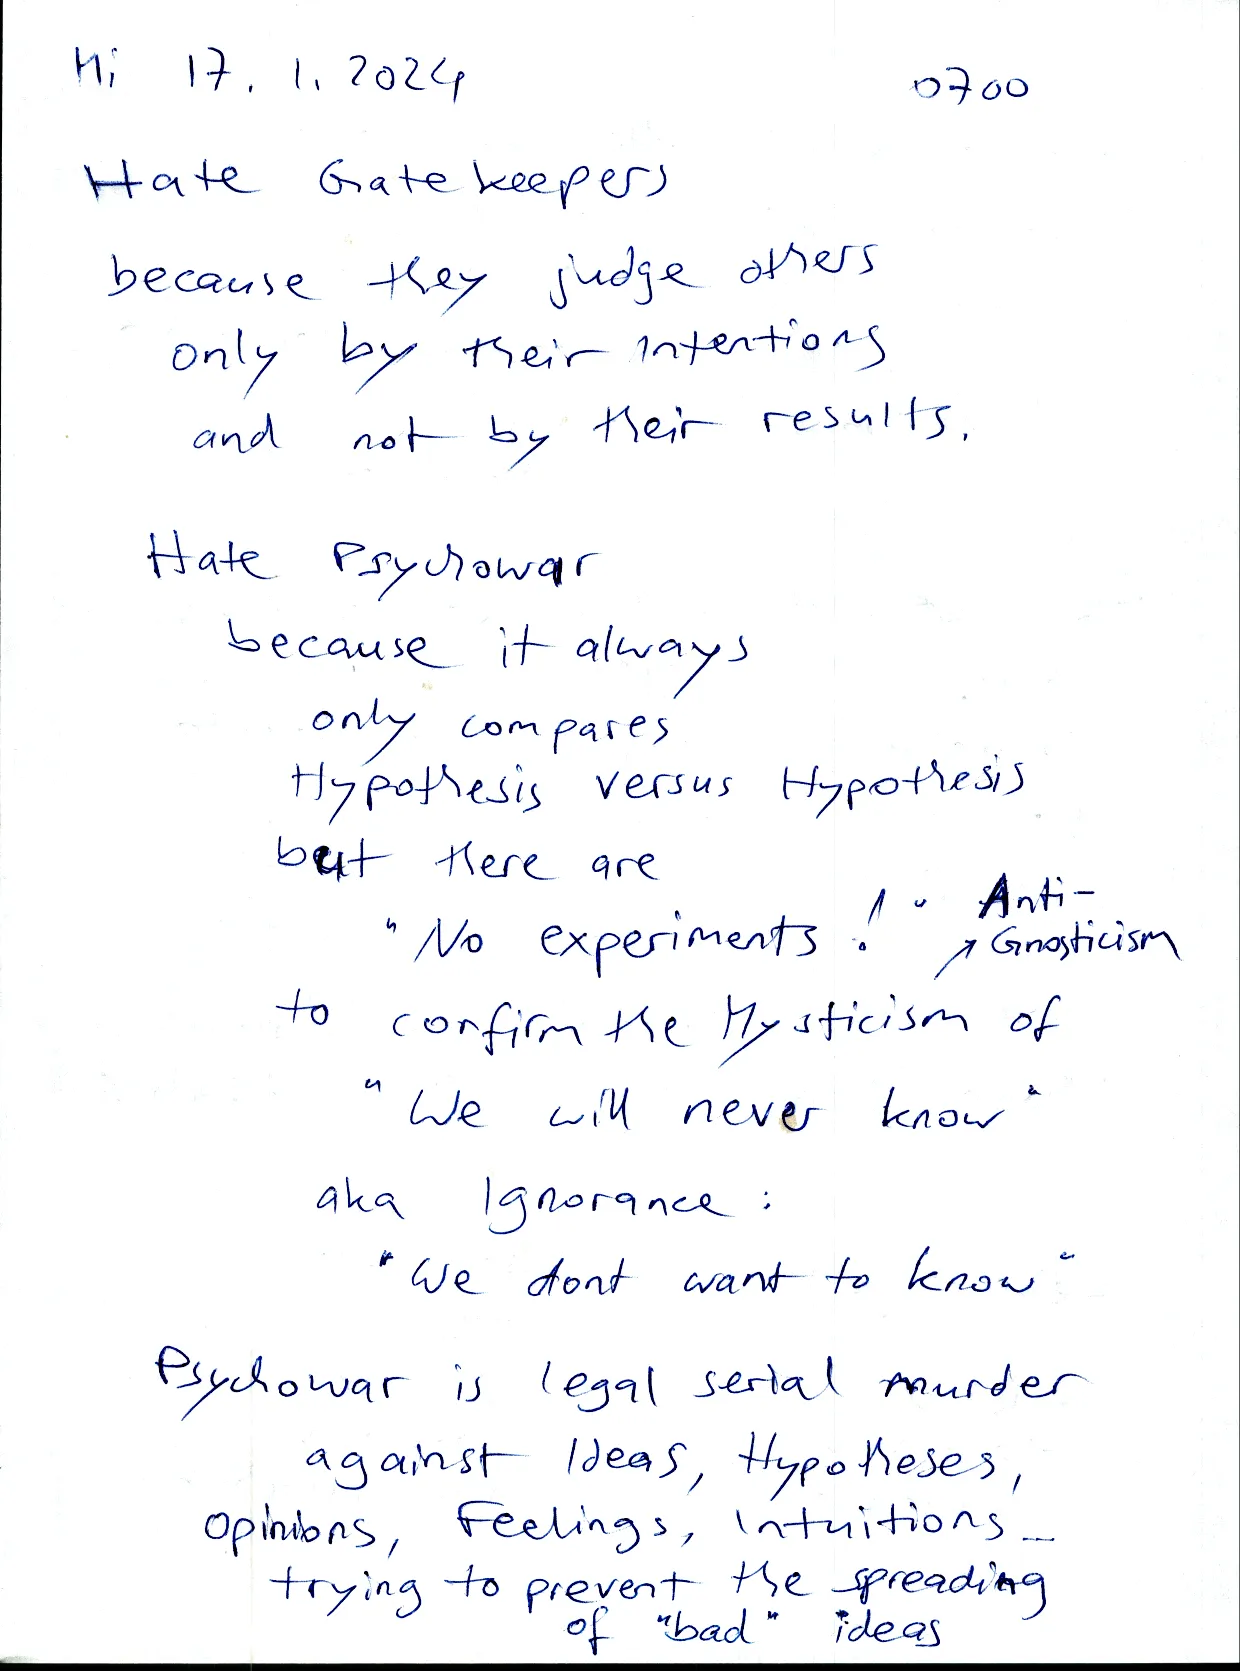 Mi 17. 1. 2024 0700
Hate Gatekeepers
because they judge others
only by their intentions
and not by their results.
Hate Psychowar
because it always
only compares
Hypothesis versus Hypothesis
but there are
"No experiments!" Anti-
↗ Gnosticism
to confirm the Mysticism of
"We will never know"
aka Ignorance:
"We dont want to know"
Psychowar is legal serial murder
against Ideas, Hypotheses,
Opinions, Feelings, Intuitions_
trying to prevent the spreading
of "bad" ideas